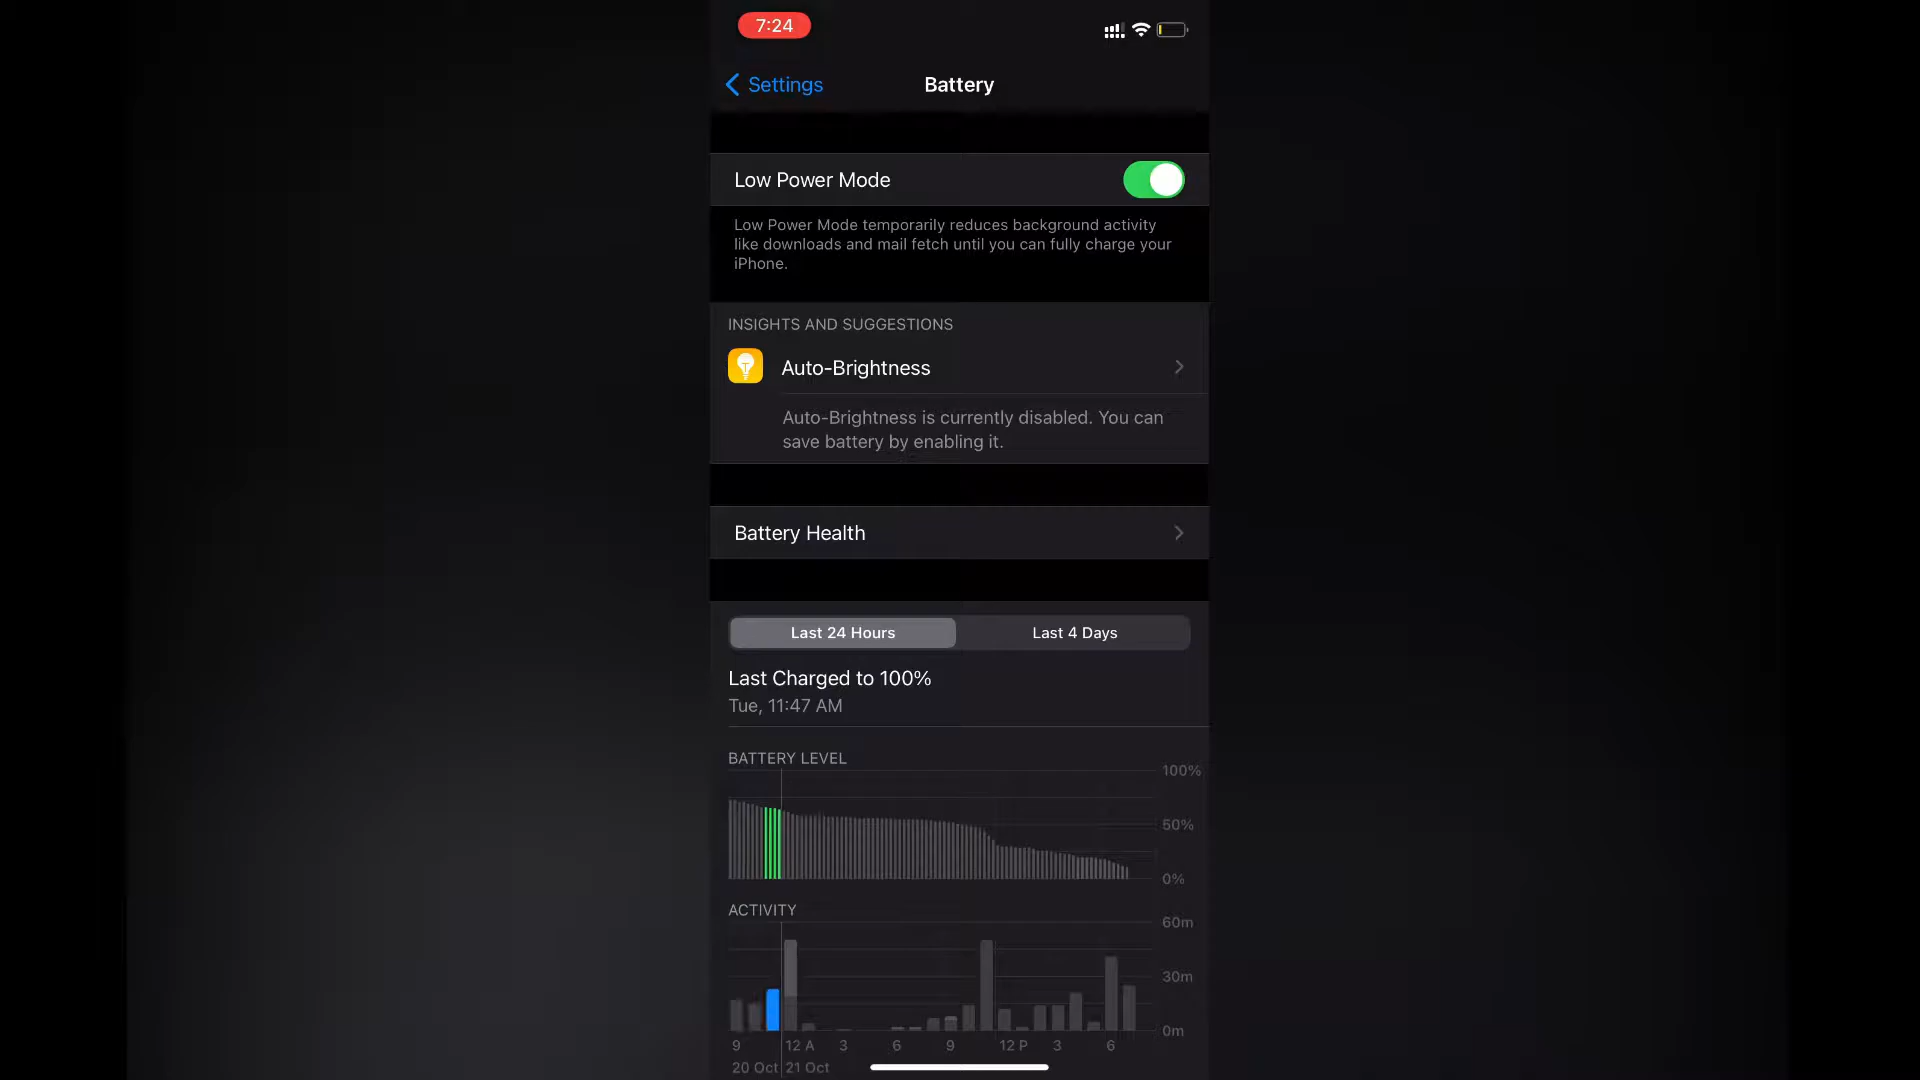 7:24
Settings
Battery
Low Power Mode
Low Power Mode temporarily reduces background activity
like downloads and mail fetch until you can fully charge your
iPhone.
INSIGHTS AND SUGGESTIONS
Auto-Brightness
Auto-Brightness is currently disabled. You can
save battery by enabling it.
Battery Health
Last 24 Hours
Last 4 Days
Last Charged to 100%
Tue, 11:47 AM
BATTERY LEVEL
100%
50%
0%
ACTIVITY
60m
30m
0m
9 12 A 3 6 9 12 P 3 6
20 Oct 21 Oct